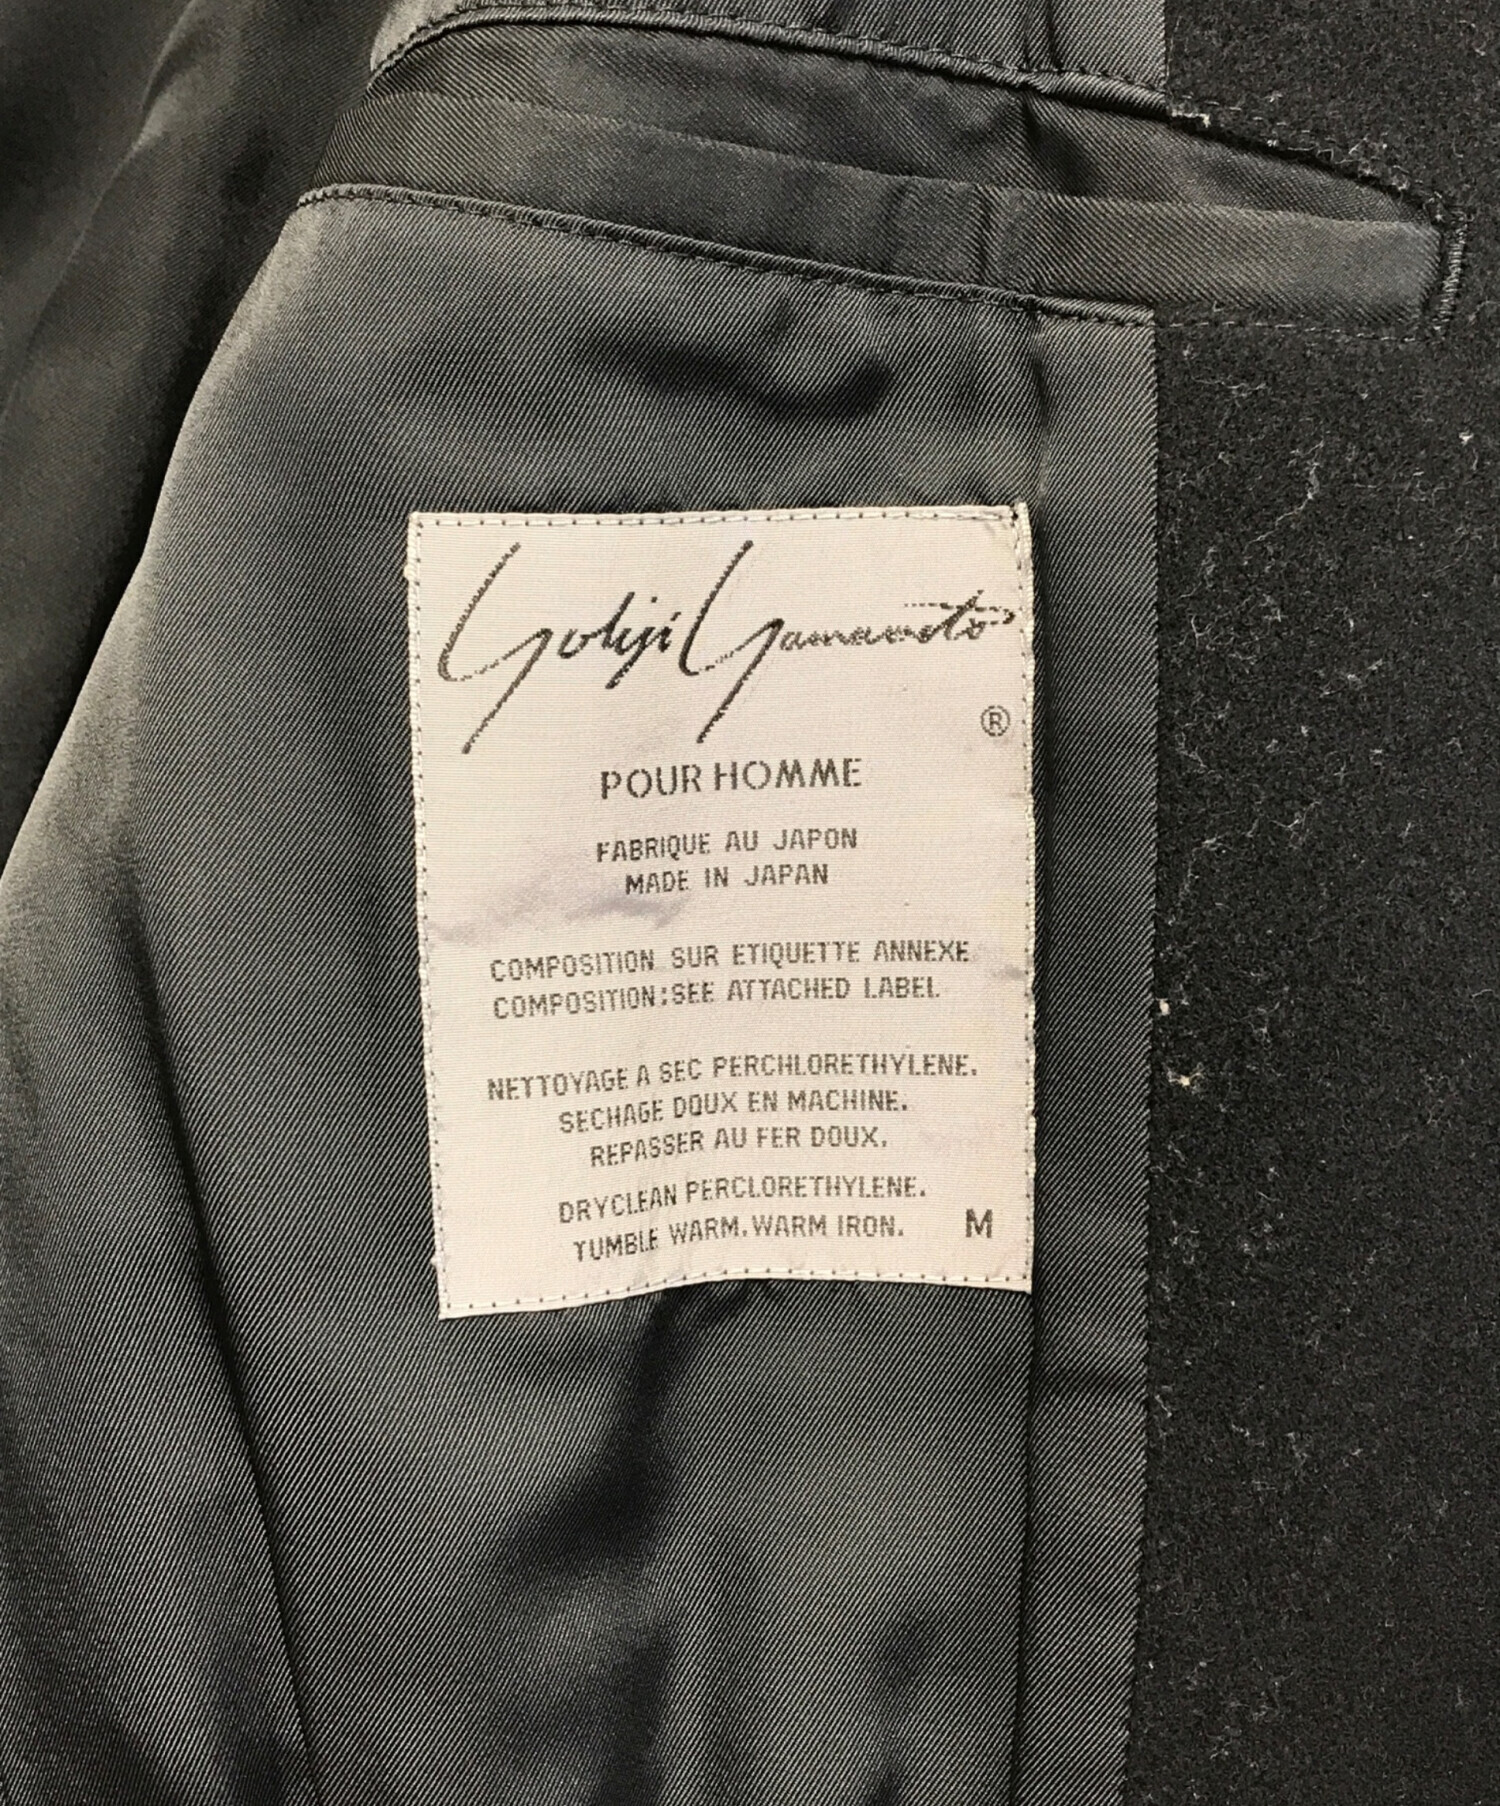 Yohji Yamamoto
®
POUR HOMME
FABRIQUE AU JAPON
MADE IN JAPAN
COMPOSITION SUR ETIQUETTE ANNEXE
COMPOSITION:SEE ATTACHED LABEL
NETTOYAGE A SEC PERCHLORETHYLENE.
SECHAGE DOUX EN MACHINE.
REPASSER AU FER DOUX.
DRYCLEAN PERCLORETHYLENE.
TUMBLE WARM. WARM IRON. M